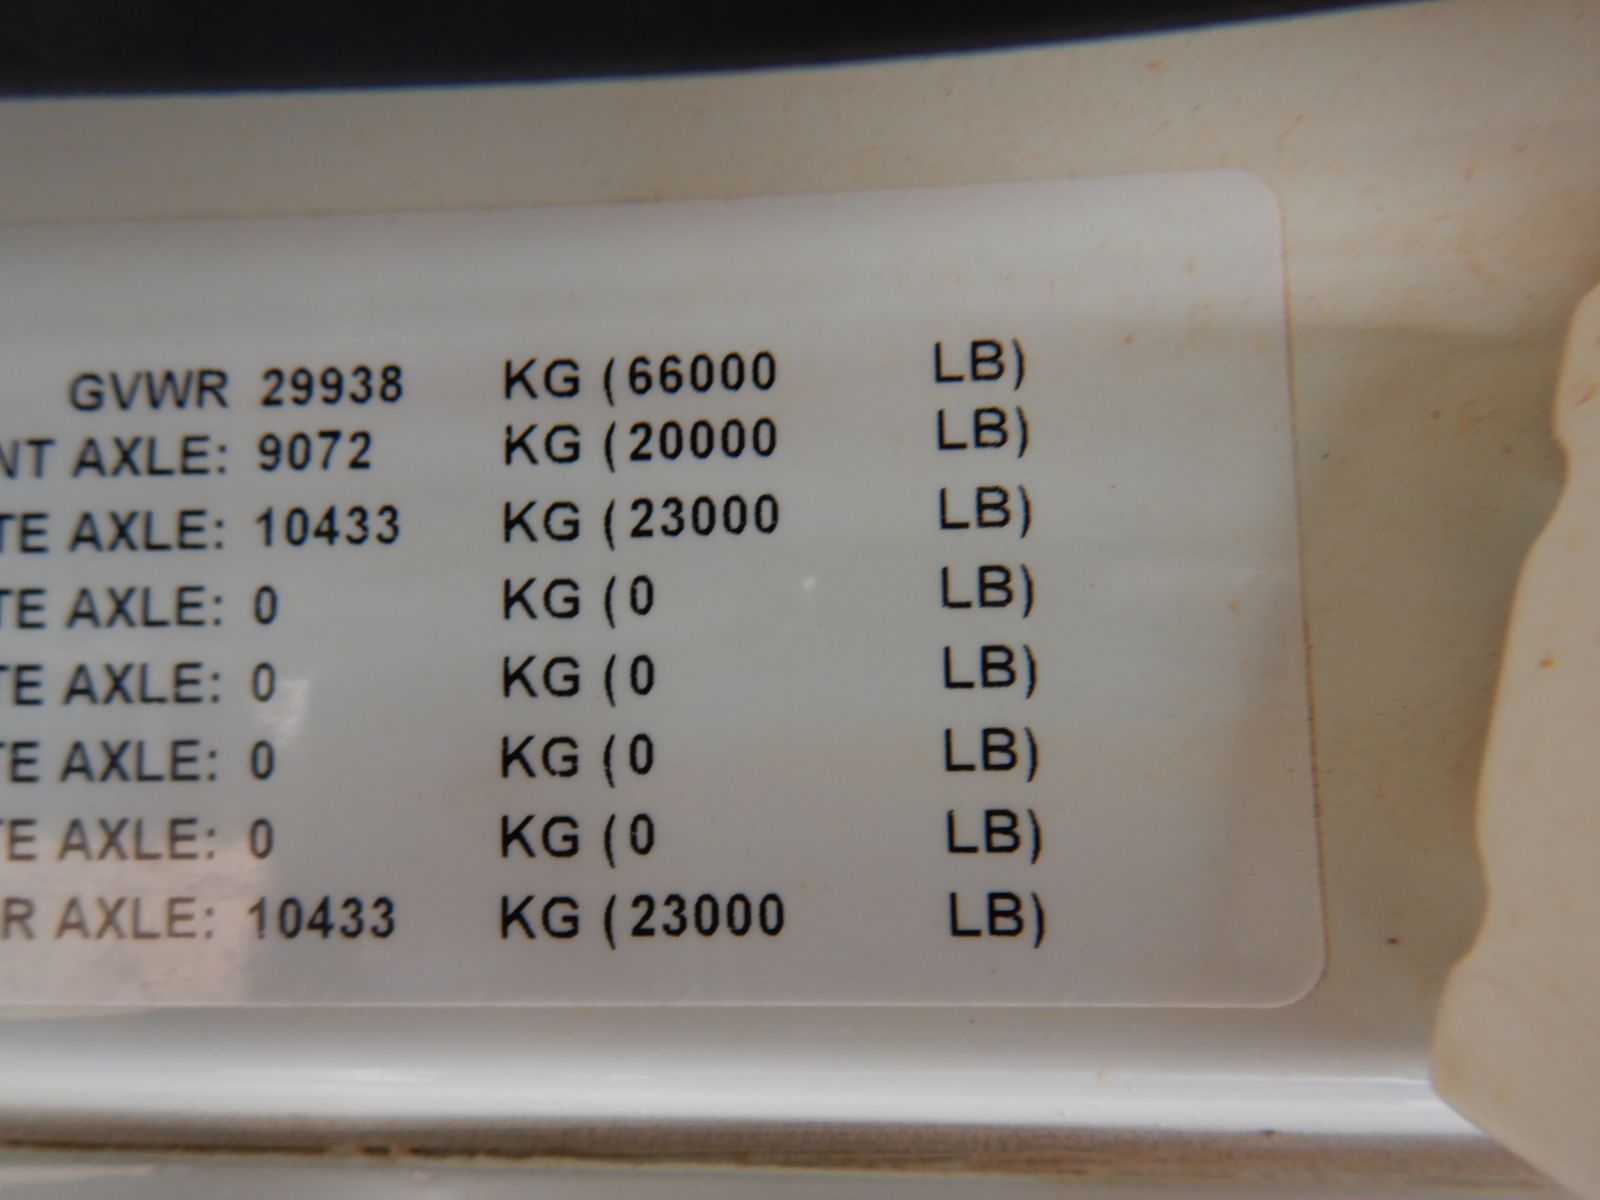 GVWR 29938 KG (66000 LB)
NT AXLE: 9072 KG (20000 LB)
TE AXLE: 10433 KG (23000 LB)
TE AXLE: 0 KG (0 LB)
TE AXLE: 0 KG (0 LB)
TE AXLE: 0 KG (0 LB)
TE AXLE: 0 KG (0 LB)
R AXLE: 10433 KG (23000 LB)